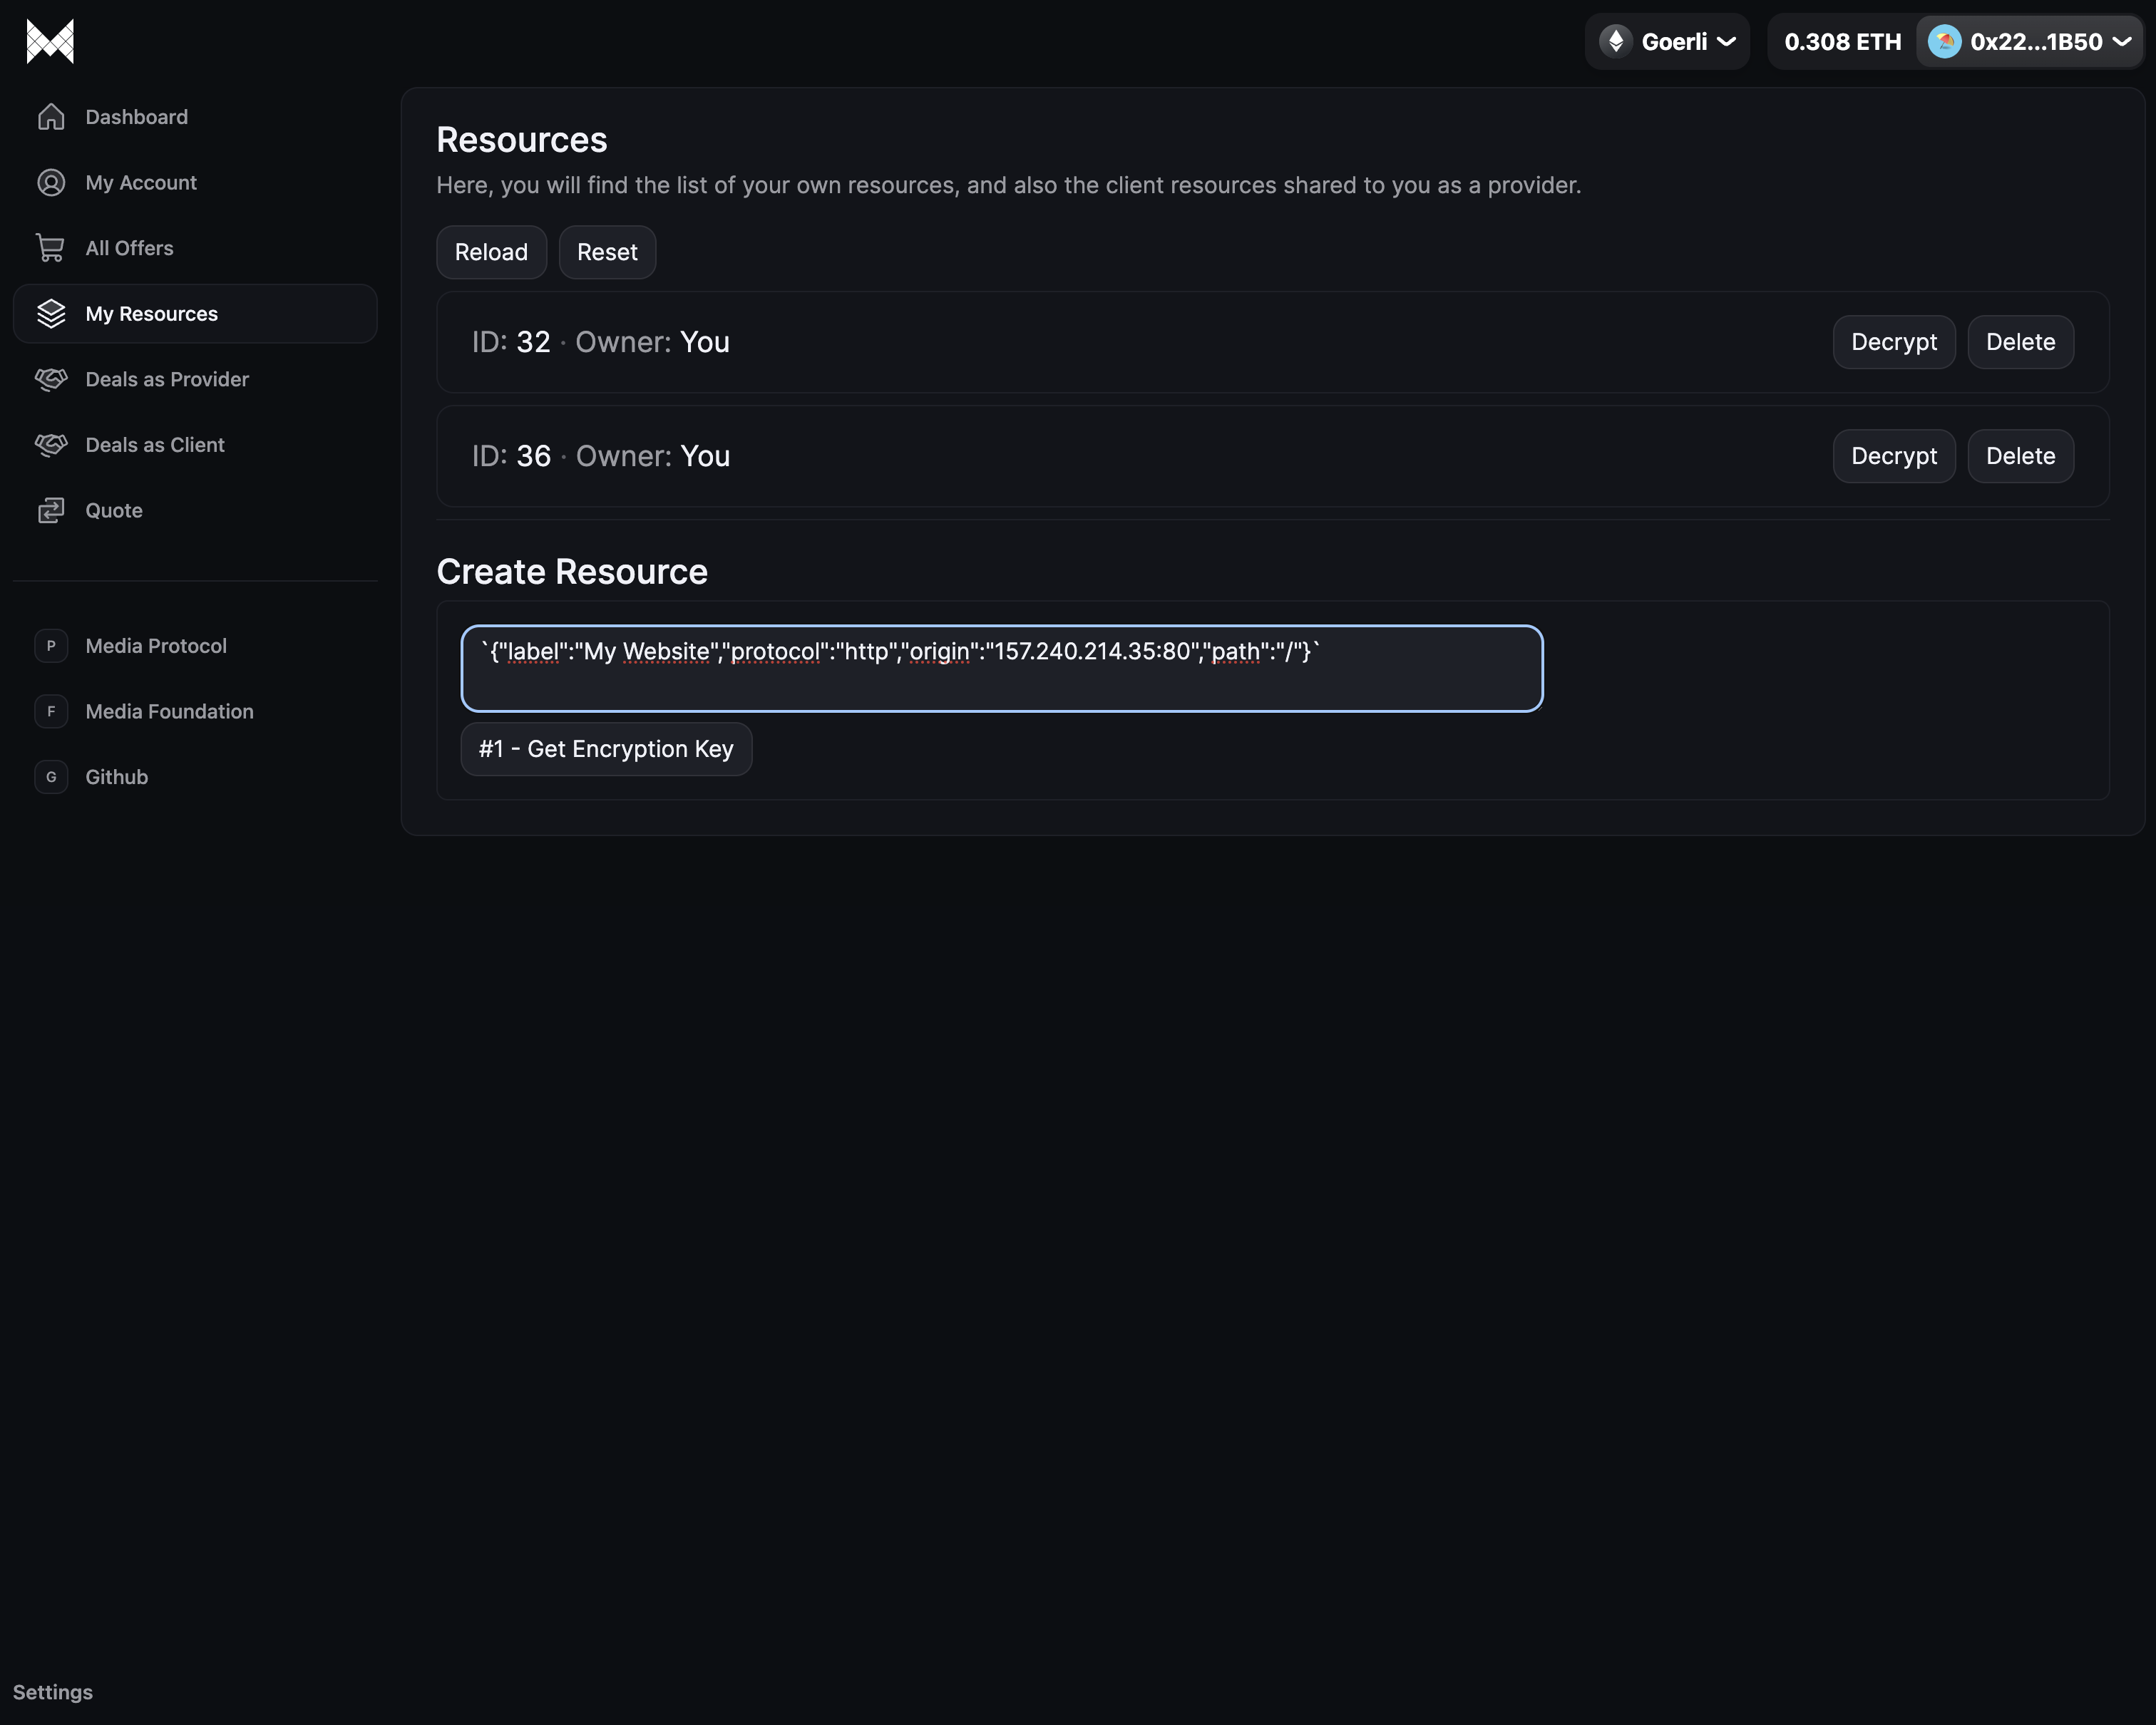 Goerli
0.308 ETH
0x22...1B50
Dashboard
My Account
All Offers
My Resources
Deals as Provider
Deals as Client
Quote
P Media Protocol
F Media Foundation
G Github
Settings
Resources
Here, you will find the list of your own resources, and also the client resources shared to you as a provider.
Reload Reset
ID: 32 · Owner: You Decrypt Delete
ID: 36 · Owner: You Decrypt Delete
Create Resource
`{"label":"My Website","protocol":"http","origin":"157.240.214.35:80","path":"/"}`
#1 - Get Encryption Key